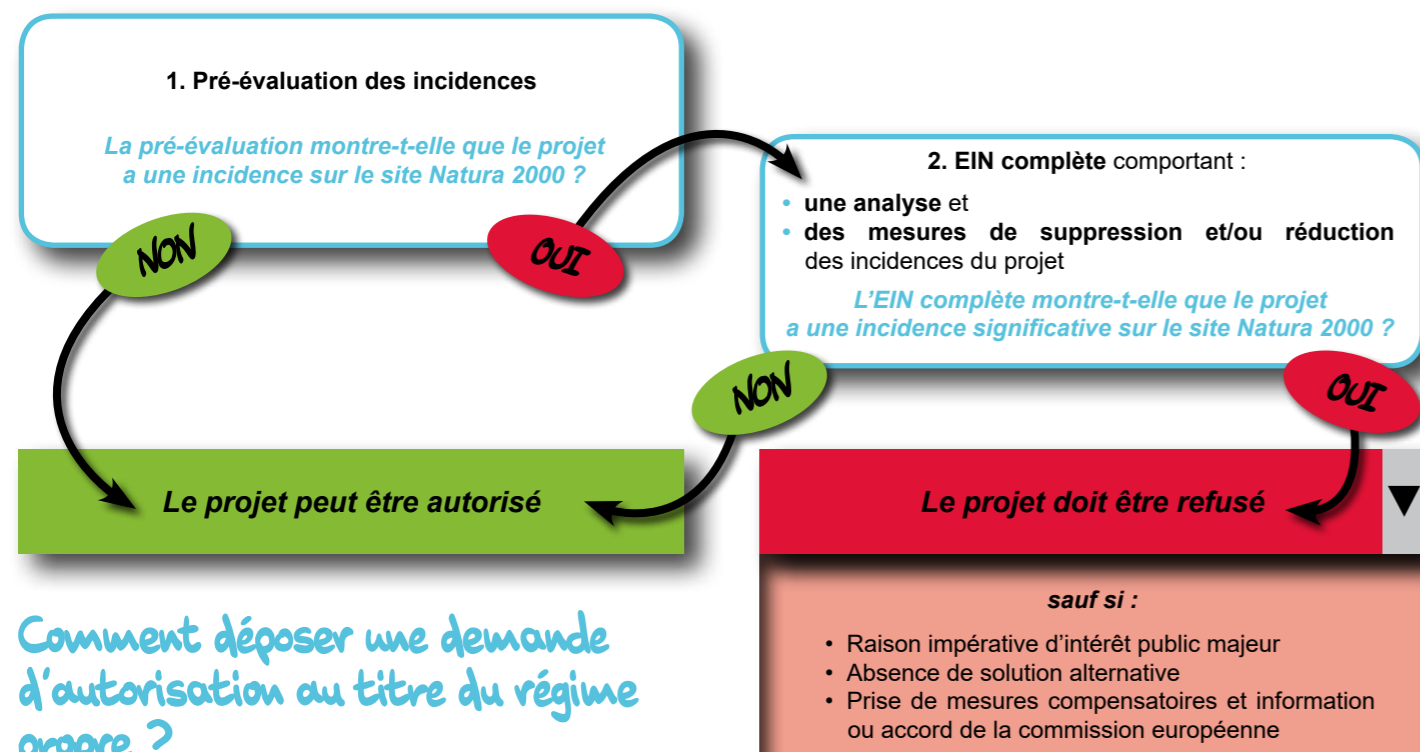 1. Pré-évaluation des incidences
La pré-évaluation montre-t-elle que le projet
a une incidence sur le site Natura 2000 ?
NON
OUI
2. EIN complète comportant :
• une analyse et
• des mesures de suppression et/ou réduction
des incidences du projet
L'EIN complète montre-t-elle que le projet
a une incidence significative sur le site Natura 2000 ?
NON
OUI
Le projet peut être autorisé
Le projet doit être refusé
sauf si :
• Raison impérative d'intérêt public majeur
• Absence de solution alternative
• Prise de mesures compensatoires et information
ou accord de la commission européenne
Comment déposer une demande
d'autorisation au titre du régime
propre ?